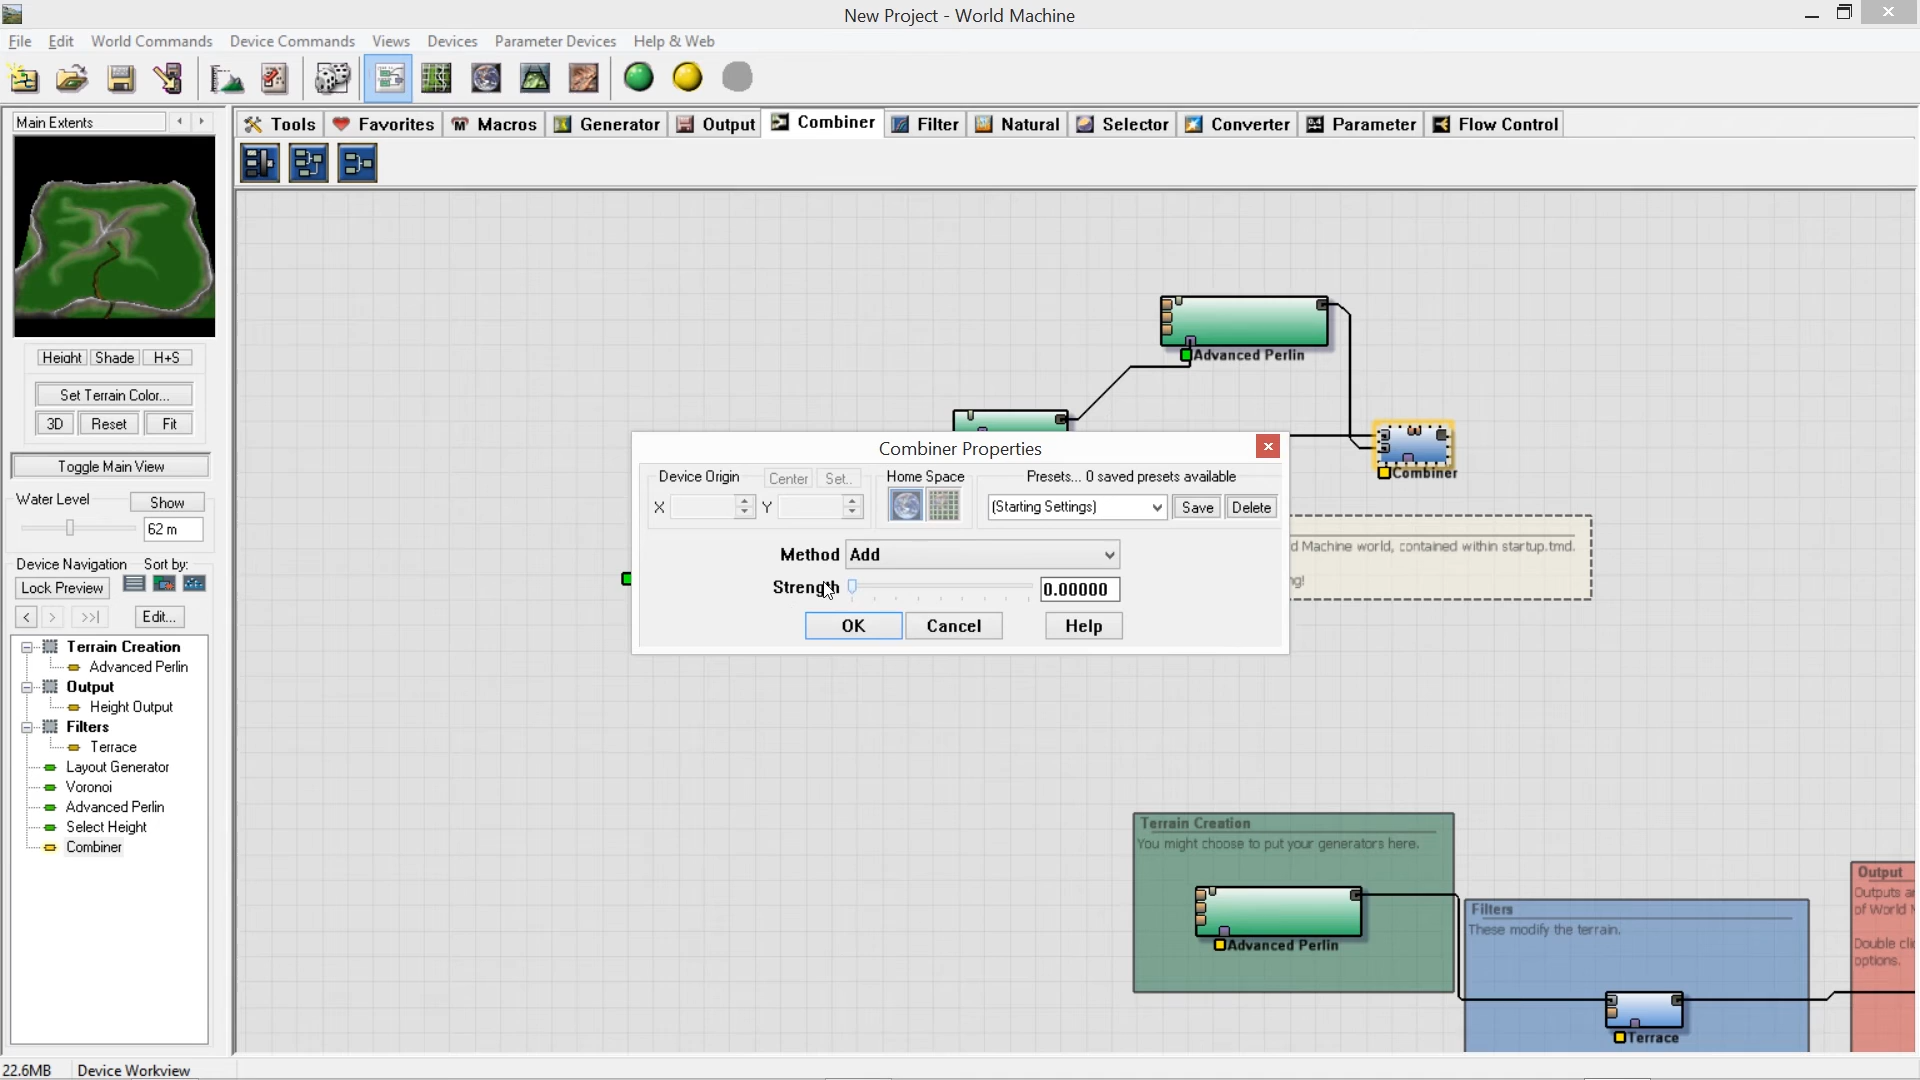 New Project - World Machine
File Edit World Commands Device Commands Views Devices Parameter Devices Help & Web
Main Extents
Tools Favorites Macros Generator Output Combiner Filter Natural Selector Converter Parameter Flow Control
Height Shade H+S
Set Terrain Color...
3D Reset Fit
Toggle Main View
Water Level Show
62 m
Device Navigation Sort by:
Lock Preview
< > >>| Edit...
Terrain Creation
Advanced Perlin
Output
Height Output
Filters
Terrace
Layout Generator
Voronoi
Advanced Perlin
Select Height
Combiner
Advanced Perlin
Combiner
Combiner Properties
Device Origin Center Set.. Home Space Presets... 0 saved presets available
X Y (Starting Settings) Save Delete
Method Add
Strength 0.00000
OK Cancel Help
d Machine world, contained within startup.tmd.
ng!
Terrain Creation
You might choose to put your generators here.
Advanced Perlin
Filters
These modify the terrain.
Terrace
Output
Outputs a
of World M
Double cli
options.
22.6MB Device Workview